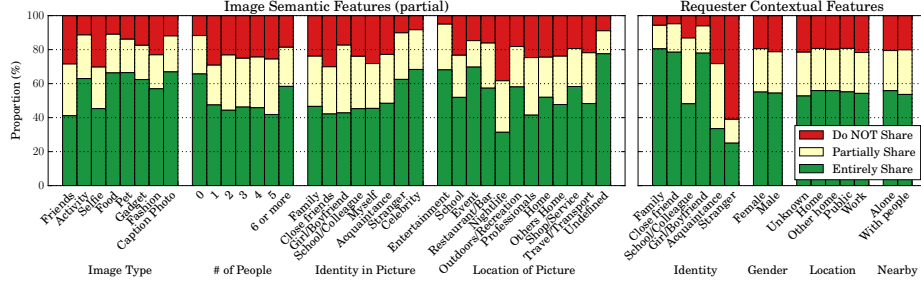 Image Semantic Features (partial)
Requester Contextual Features
Proportion (%)
100
80
60
40
20
0
Do NOT Share
Partially Share
Entirely Share
Friends
Activity
Selfie
Food
Pet
Gadget
Fashion
Caption Photo
0
1
2
3
4
5
6 or more
Family
Close friends
Girl/Boyfriend
School/Colleague
Myself
Acquaintance
Stranger
Celebrity
Entertainment
School
Event
Restaurant/Bar
Nightlife
Outdoors/Recreation
Professionals
Home
Others Home
Shop/Service
Travel/Transport
Undefined
Family
Close friend
School/Colleague
Girl/Boyfriend
Acquaintance
Stranger
Female
Male
Unknown
Home
Other home
Public
Work
Alone
With people
Image Type
# of People
Identity in Picture
Location of Picture
Identity
Gender
Location
Nearby